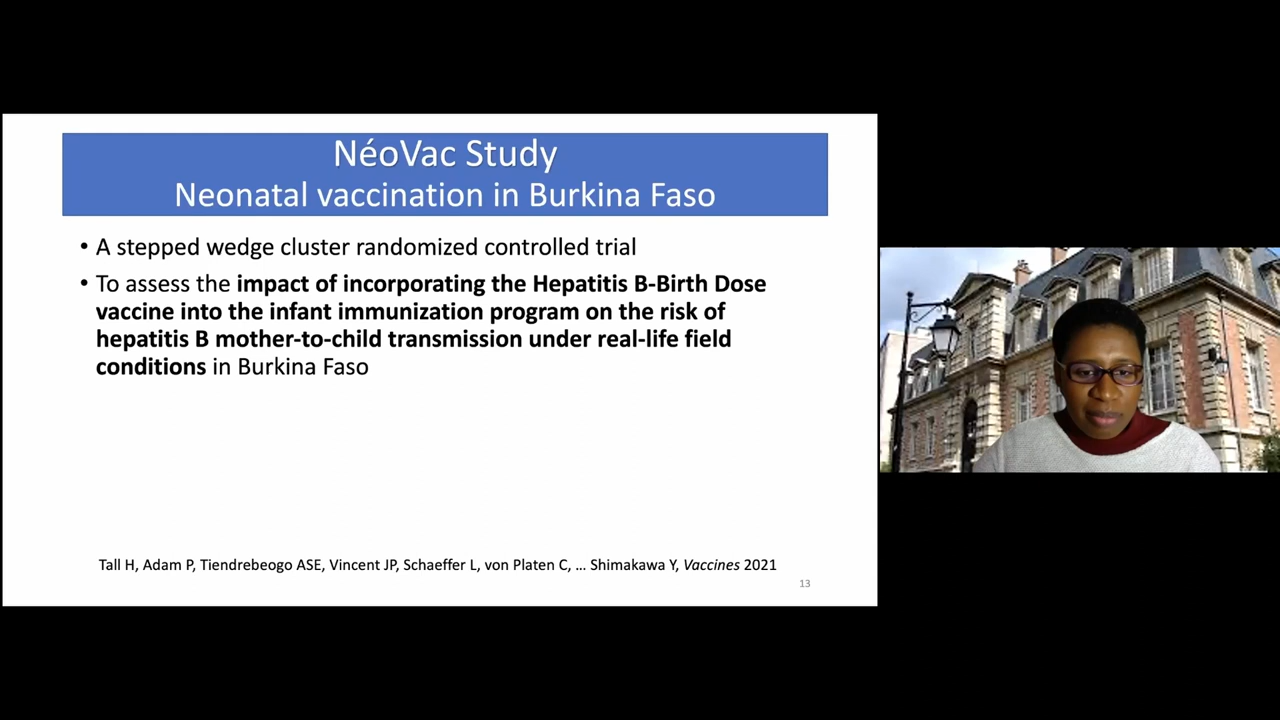 NéoVac Study
Neonatal vaccination in Burkina Faso
• A stepped wedge cluster randomized controlled trial
• To assess the impact of incorporating the Hepatitis B-Birth Dose
vaccine into the infant immunization program on the risk of
hepatitis B mother-to-child transmission under real-life field
conditions in Burkina Faso
Tall H, Adam P, Tiendrebeogo ASE, Vincent JP, Schaeffer L, von Platen C, … Shimakawa Y, Vaccines 2021
13